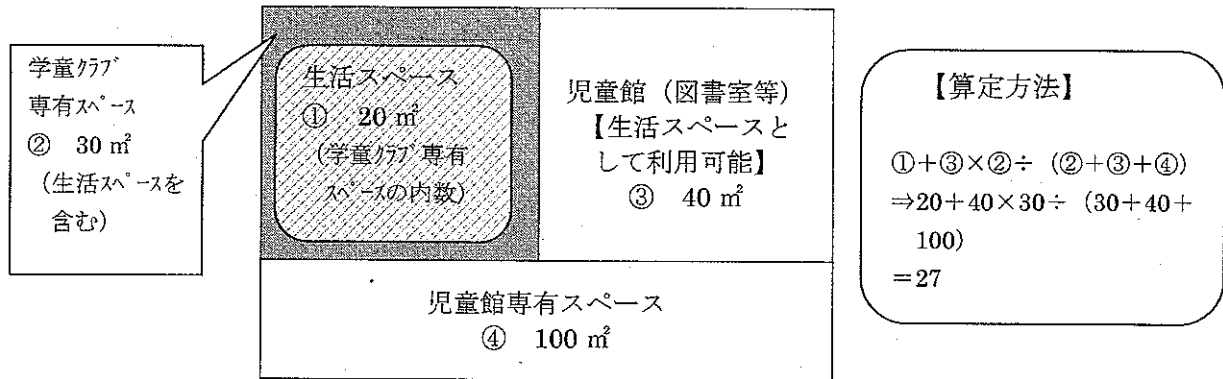 学童ｸﾗﾌﾞ
専有ｽﾍﾟｰｽ
② 30 ㎡
（生活ｽﾍﾟｰｽを
含む）
生活スペース
① 20 ㎡
（学童ｸﾗﾌﾞ専有
ｽﾍﾟｰｽの内数）
児童館（図書室等）
【生活スペースと
して利用可能】
③ 40 ㎡
児童館専有スペース
④ 100 ㎡
【算定方法】
①＋③×②÷（②＋③＋④）
⇒20＋40×30÷（30＋40＋
100）
＝27